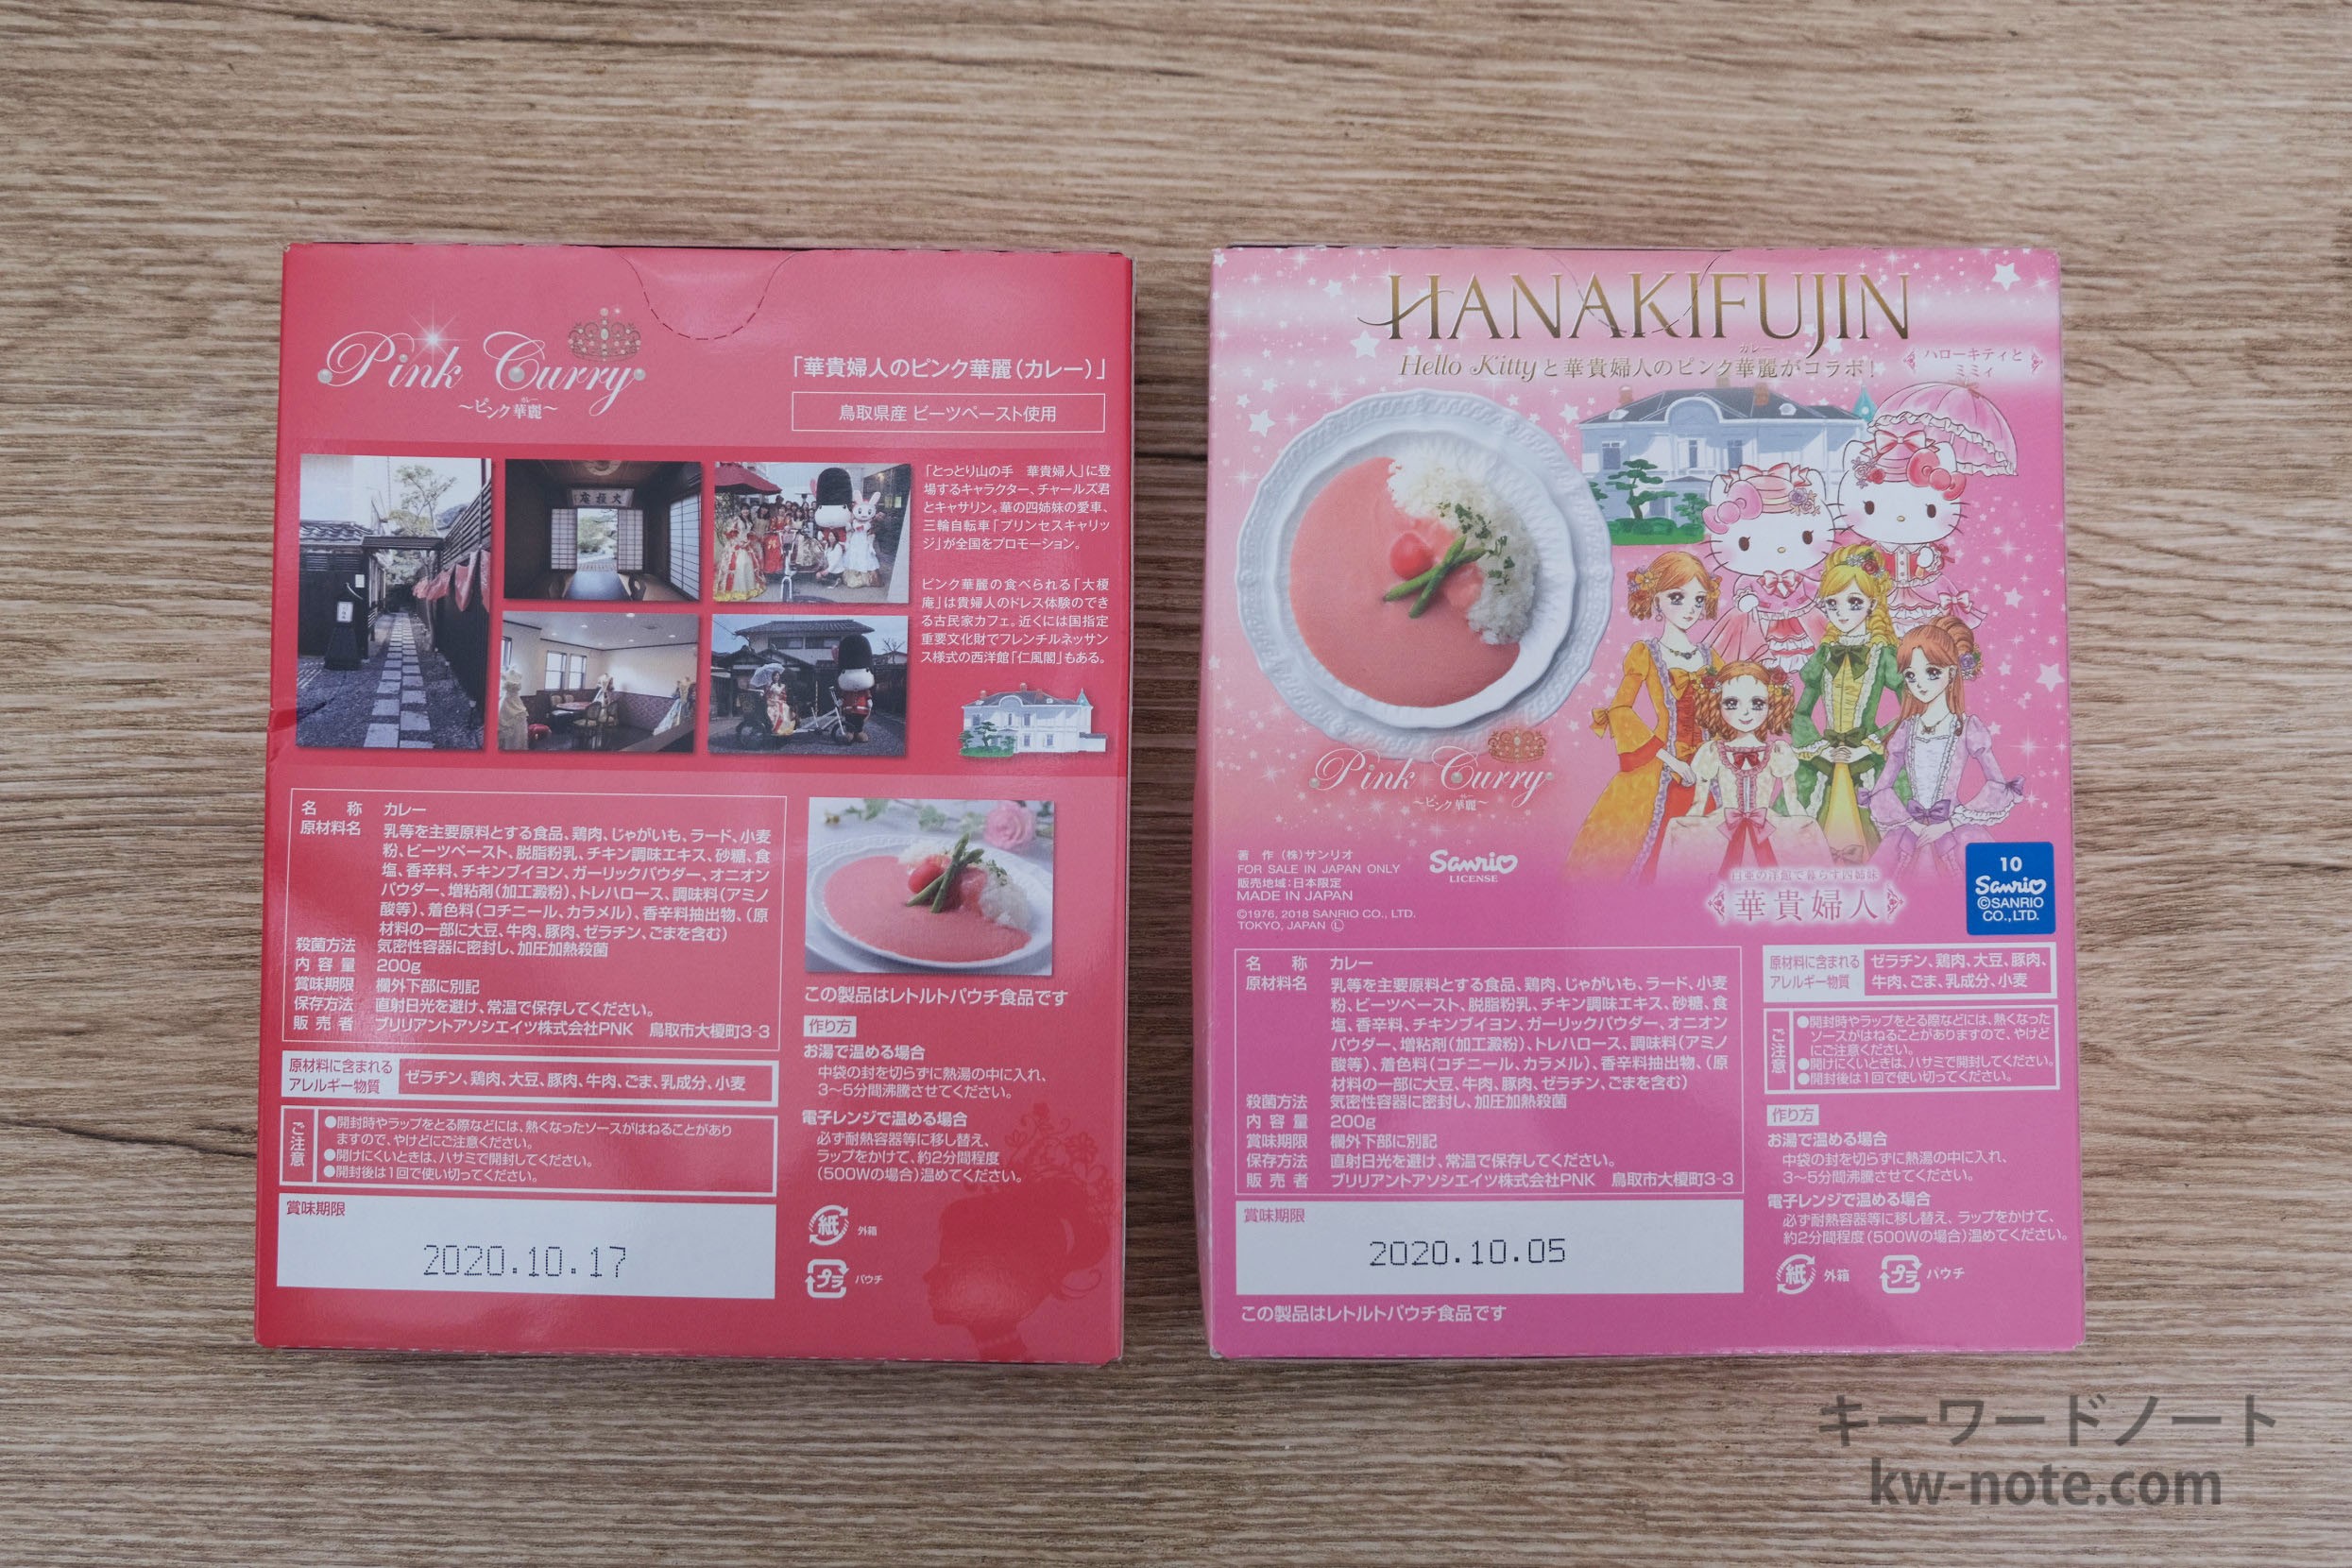 Pink Curry
～ピンク華麗～
カレー
「華貴婦人のピンク華麗(カレー)」
鳥取県産 ビーツペースト使用
「とっとり山の手　華貴婦人」に登
場するキャラクター、チャールズ君
とキャサリン。華の四姉妹の愛車、
三輪自転車「プリンセスキャリッ
ジ」が全国をプロモーション。
ピンク華麗の食べられる「大榎
庵」は貴婦人のドレス体験のでき
る古民家カフェ。近くには国指定
重要文化財でフレンチルネッサン
ス様式の西洋館「仁風閣」もある。
名　称　カレー
原材料名　乳等を主要原料とする食品、鶏肉、じゃがいも、ラード、小麦
粉、ビーツペースト、脱脂粉乳、チキン調味エキス、砂糖、食
塩、香辛料、チキンブイヨン、ガーリックパウダー、オニオン
パウダー、増粘剤(加工澱粉)、トレハロース、調味料(アミノ
酸等)、着色料(コチニール、カラメル)、香辛料抽出物、(原
材料の一部に大豆、牛肉、豚肉、ゼラチン、ごまを含む)
殺菌方法　気密性容器に密封し、加圧加熱殺菌
内容量　200g
賞味期限　欄外下部に別記
保存方法　直射日光を避け、常温で保存してください。
販売者　ブリリアントアソシエイツ株式会社PNK　鳥取市大榎町3-3
原材料に含まれる
アレルギー物質
ゼラチン、鶏肉、大豆、豚肉、牛肉、ごま、乳成分、小麦
ご注意
●開封時やラップをとる際などには、熱くなったソースがはねることがあり
ますので、やけどにご注意ください。
●開けにくいときは、ハサミで開封してください。
●開封後は1回で使い切ってください。
賞味期限
2020.10.17
この製品はレトルトパウチ食品です
作り方
お湯で温める場合
中袋の封を切らずに熱湯の中に入れ、
3～5分間沸騰させてください。
電子レンジで温める場合
必ず耐熱容器等に移し替え、
ラップをかけて、約2分間程度
(500Wの場合)温めてください。
紙 外箱
プラ パウチ
HANAKIFUJIN
カレー
Hello Kittyと華貴婦人のピンク華麗がコラボ!
ハローキティと
ミミィ
Pink Curry
～ピンク華麗～
カレー
著 作 (株)サンリオ
FOR SALE IN JAPAN ONLY
販売地域:日本限定
MADE IN JAPAN
©1976, 2018 SANRIO CO., LTD.
TOKYO, JAPAN Ⓛ
Sanrio
LICENSE
白亜の洋館で暮らす四姉妹
華貴婦人
10
Sanrio
©SANRIO
CO.,LTD.
名　称　カレー
原材料名　乳等を主要原料とする食品、鶏肉、じゃがいも、ラード、小麦
粉、ビーツペースト、脱脂粉乳、チキン調味エキス、砂糖、食
塩、香辛料、チキンブイヨン、ガーリックパウダー、オニオン
パウダー、増粘剤(加工澱粉)、トレハロース、調味料(アミノ
酸等)、着色料(コチニール、カラメル)、香辛料抽出物、(原
材料の一部に大豆、牛肉、豚肉、ゼラチン、ごまを含む)
殺菌方法　気密性容器に密封し、加圧加熱殺菌
内容量　200g
賞味期限　欄外下部に別記
保存方法　直射日光を避け、常温で保存してください。
販売者　ブリリアントアソシエイツ株式会社PNK　鳥取市大榎町3-3
賞味期限
2020.10.05
この製品はレトルトパウチ食品です
原材料に含まれる
アレルギー物質
ゼラチン、鶏肉、大豆、豚肉、
牛肉、ごま、乳成分、小麦
ご注意
●開封時やラップをとる際などには、熱くなった
ソースがはねることがありますので、やけど
にご注意ください。
●開けにくいときは、ハサミで開封してください。
●開封後は1回で使い切ってください。
作り方
お湯で温める場合
中袋の封を切らずに熱湯の中に入れ、
3～5分間沸騰させてください。
電子レンジで温める場合
必ず耐熱容器等に移し替え、ラップをかけて、
約2分間程度(500Wの場合)温めてください。
紙 外箱 プラ パウチ
キーワードノート
kw-note.com